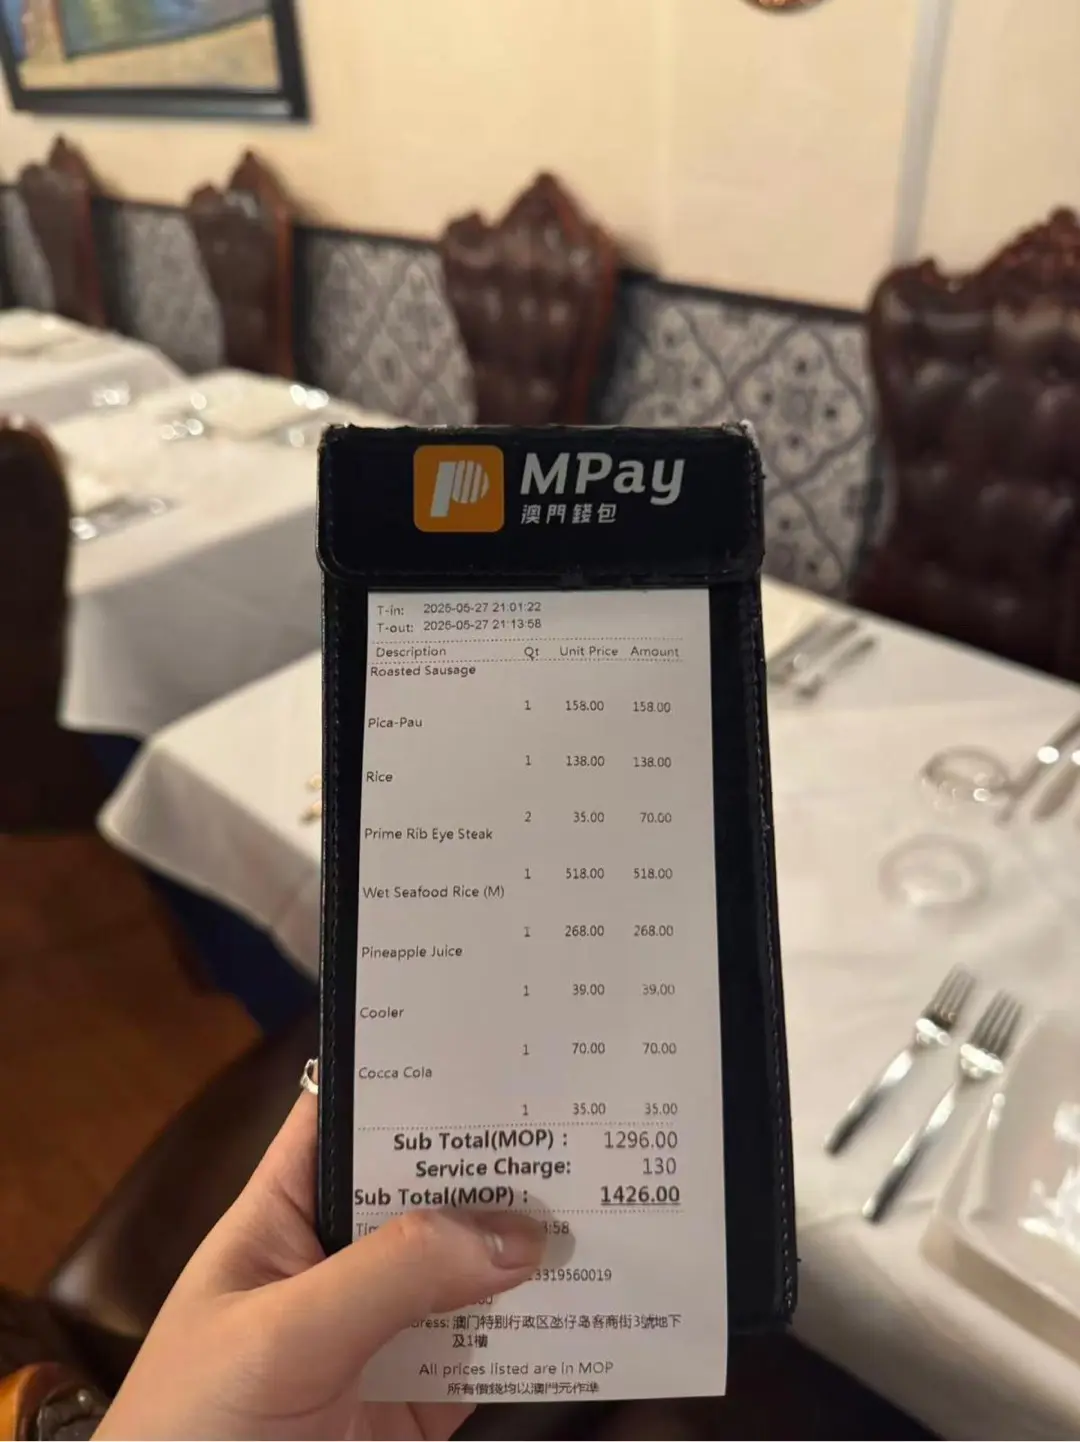 MPay
澳門錢包
T-in: 2025-05-27 21:01:22
T-out: 2025-05-27 21:13:58
Description Qt Unit Price Amount
Roasted Sausage
1 158.00 158.00
Pica-Pau
1 138.00 138.00
Rice
2 35.00 70.00
Prime Rib Eye Steak
1 518.00 518.00
Wet Seafood Rice (M)
1 268.00 268.00
Pineapple Juice
1 39.00 39.00
Cooler
1 70.00 70.00
Cocca Cola
1 35.00 35.00
Sub Total(MOP) : 1296.00
Service Charge: 130
Sub Total(MOP) : 1426.00
:58
3319560019
ress: 澳门特别行政区氹仔岛客商街3號地下
及1樓
All prices listed are in MOP
所有價錢均以澳門元作準